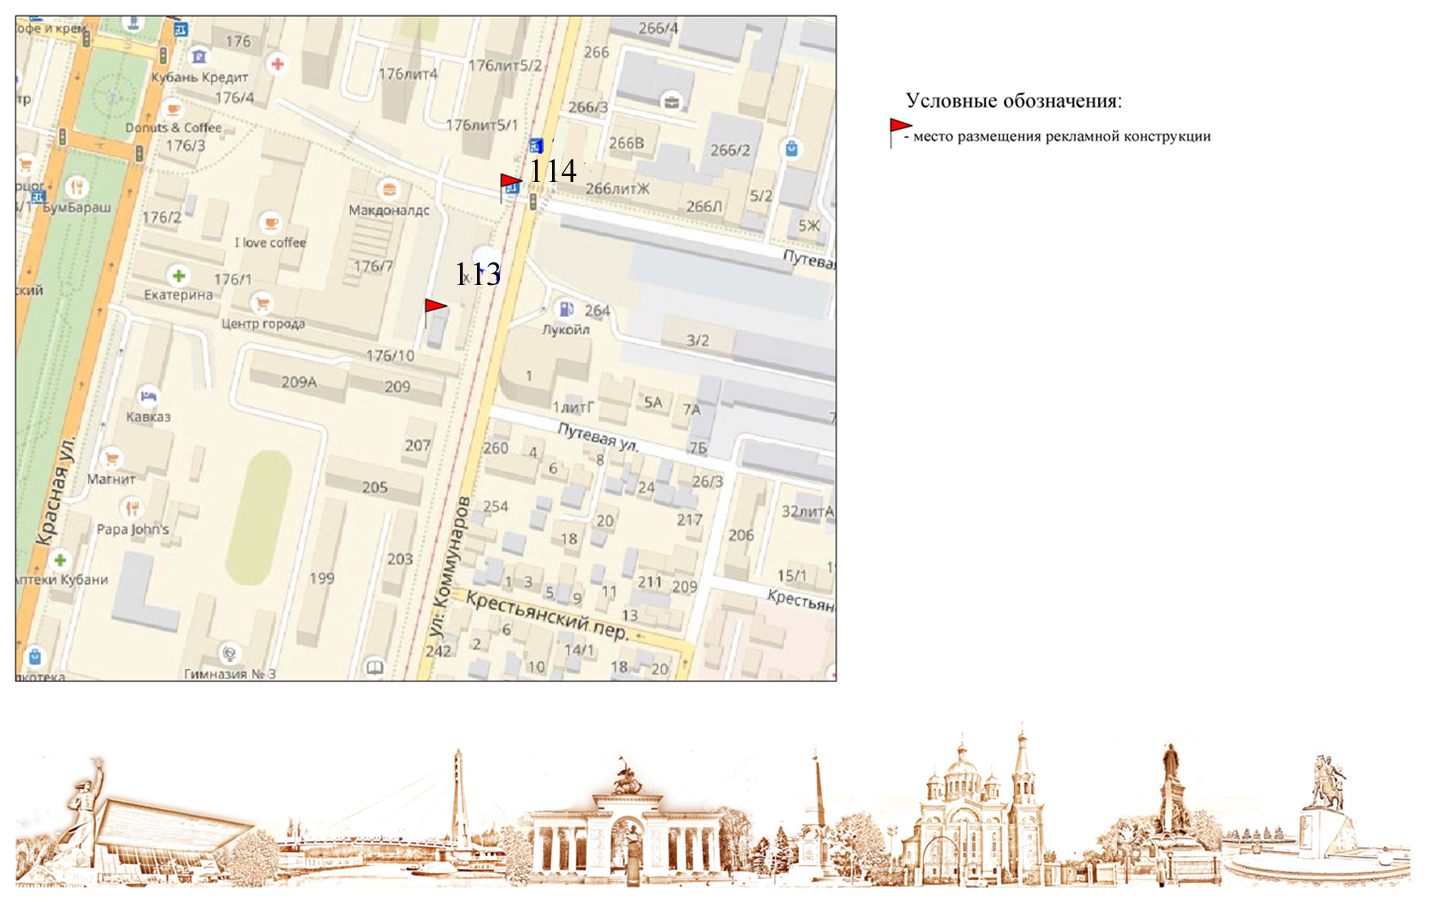 266/4
офе и крем
176
266
Кубань Кредит
176лит4
176лит5/2
176/4
266/3
Donuts & Coffee
176лит5/1
176/3
266В
266/2
114
266литЖ
5/2
БумБараш
Макдоналдс
266Л
176/2
5Ж
I love coffee
Путевая
176/7
113
ский
176/1
Екатерина
264
Центр города
Лукойл
3/2
176/10
209А
209
1
5А
7А
1литГ
Кавказ
Путевая ул.
207
260
4
7Б
6
8
Красная ул.
Магнит
205
24
26/3
254
32литА
Papa John's
20
217
18
206
203
ул. Коммунаров
Аптеки Кубани
199
1
3
211
209
15/1
5
9
11
Крестьянский пер.
Крестьян
13
6
242
2
14/1
10
18
20
Гимназия № 3
Условные обозначения:
- место размещения рекламной конструкции